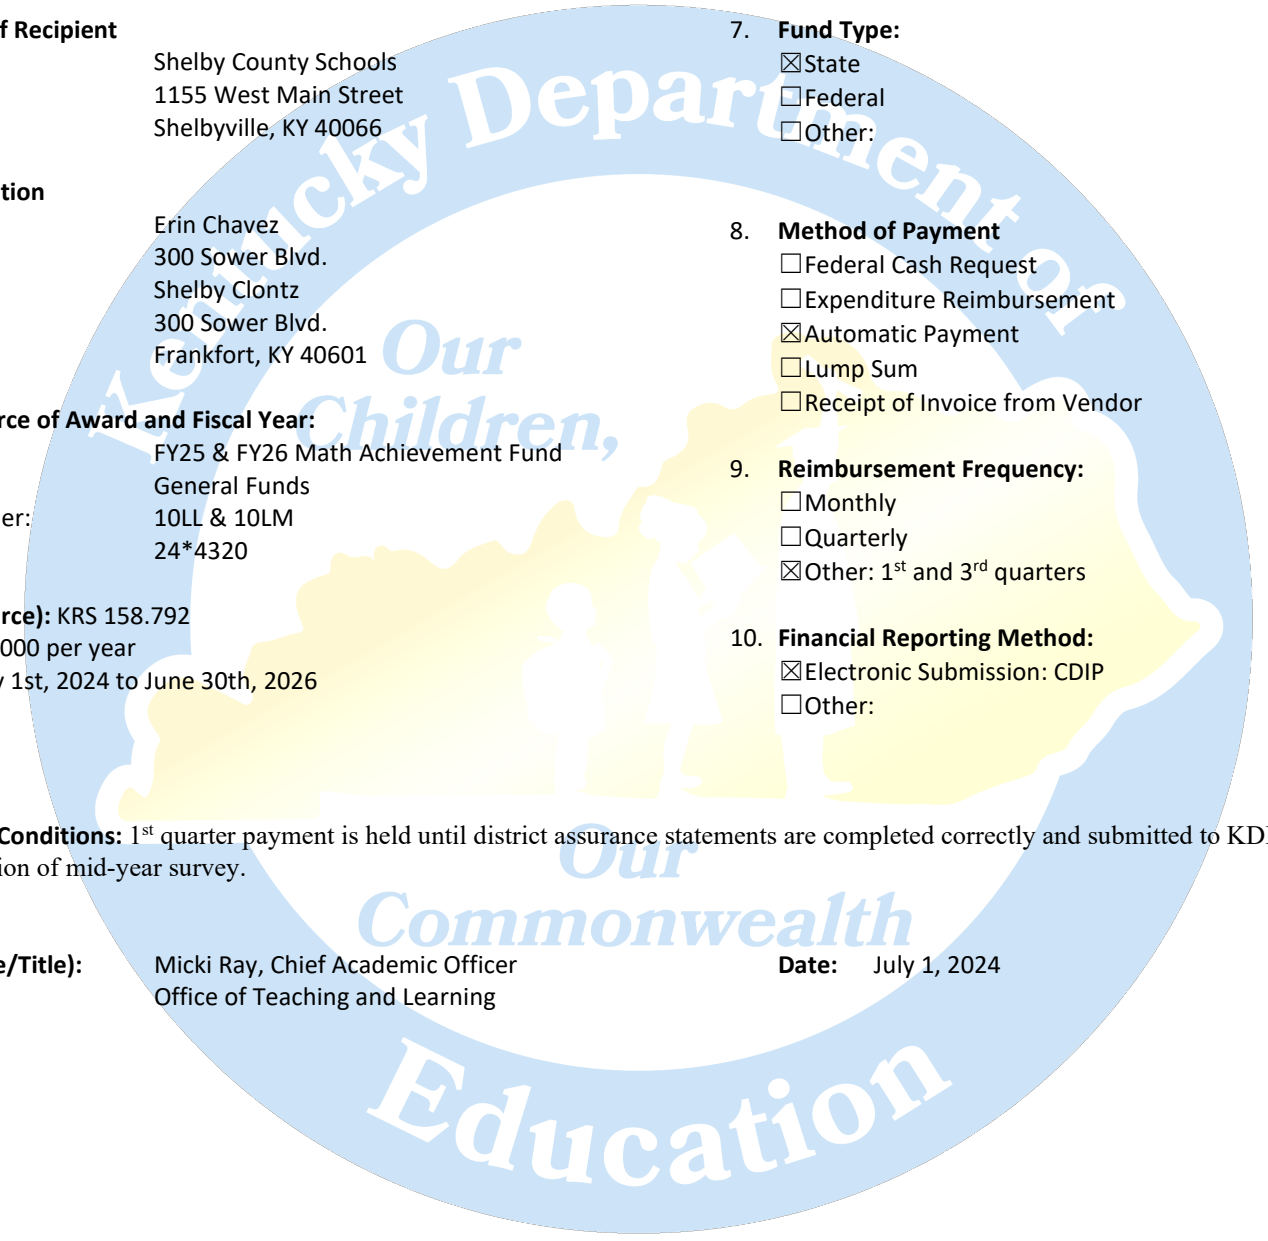 f Recipient
Shelby County Schools
1155 West Main Street
Shelbyville, KY 40066
tion
Erin Chavez
300 Sower Blvd.
Shelby Clontz
300 Sower Blvd.
Frankfort, KY 40601
rce of Award and Fiscal Year:
FY25 & FY26 Math Achievement Fund
General Funds
er: 10LL & 10LM
24*4320
rce): KRS 158.792
000 per year
y 1st, 2024 to June 30th, 2026
7. Fund Type:
☒State
☐Federal
☐Other:
8. Method of Payment
☐Federal Cash Request
☐Expenditure Reimbursement
☒Automatic Payment
☐Lump Sum
☐Receipt of Invoice from Vendor
9. Reimbursement Frequency:
☐Monthly
☐Quarterly
☒Other: 1st and 3rd quarters
10. Financial Reporting Method:
☒Electronic Submission: CDIP
☐Other:
Conditions: 1st quarter payment is held until district assurance statements are completed correctly and submitted to KD
ion of mid-year survey.
e/Title): Micki Ray, Chief Academic Officer
Office of Teaching and Learning
Date: July 1, 2024
Kentucky Department of
Education
Our
Children,
Our
Commonwealth